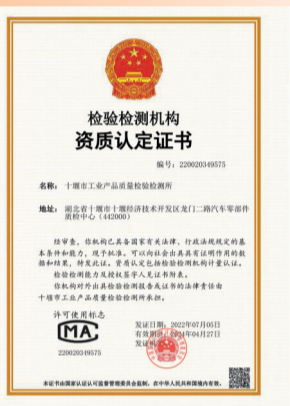 检验检测机构
资质认定证书
编号：220020349575
名称：十堰市工业产品质量检验检测所
地址：湖北省十堰市十堰经济技术开发区龙门二路汽车零部件
质检中心（442000）
经审查，你机构已具备国家有关法律、行政法规规定的基
本条件和能力，现予批准。可以向社会出具具有证明作用的数
据和结果，特发此证。资质认定包括检验检测机构计量认证。
检验检测能力及授权签字人见证书附表。
你机构对外出具检验检测报告或证书的法律责任由
十堰市工业产品质量检验检测所承担。
许可使用标志
MA
220020349575
发证日期：2022年07月05日
有效期至：2024年04月27日
发证机关：
本证书由国家认证认可监督管理委员会监制，在中华人民共和国境内有效。